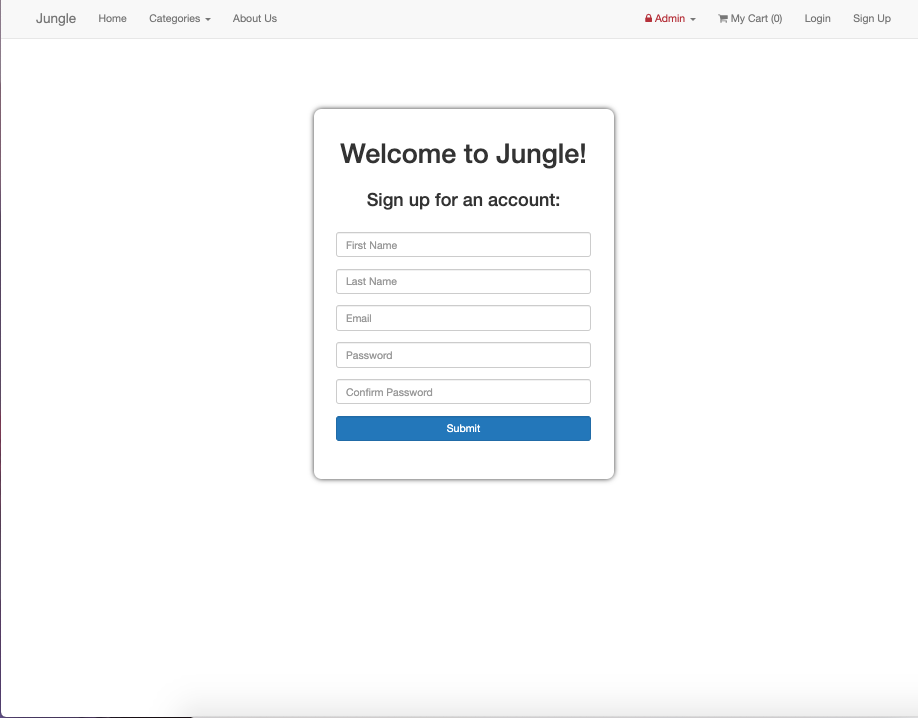 Jungle Home Categories About Us Admin My Cart (0) Login Sign Up
Welcome to Jungle!
Sign up for an account:
First Name
Last Name
Email
Password
Confirm Password
Submit